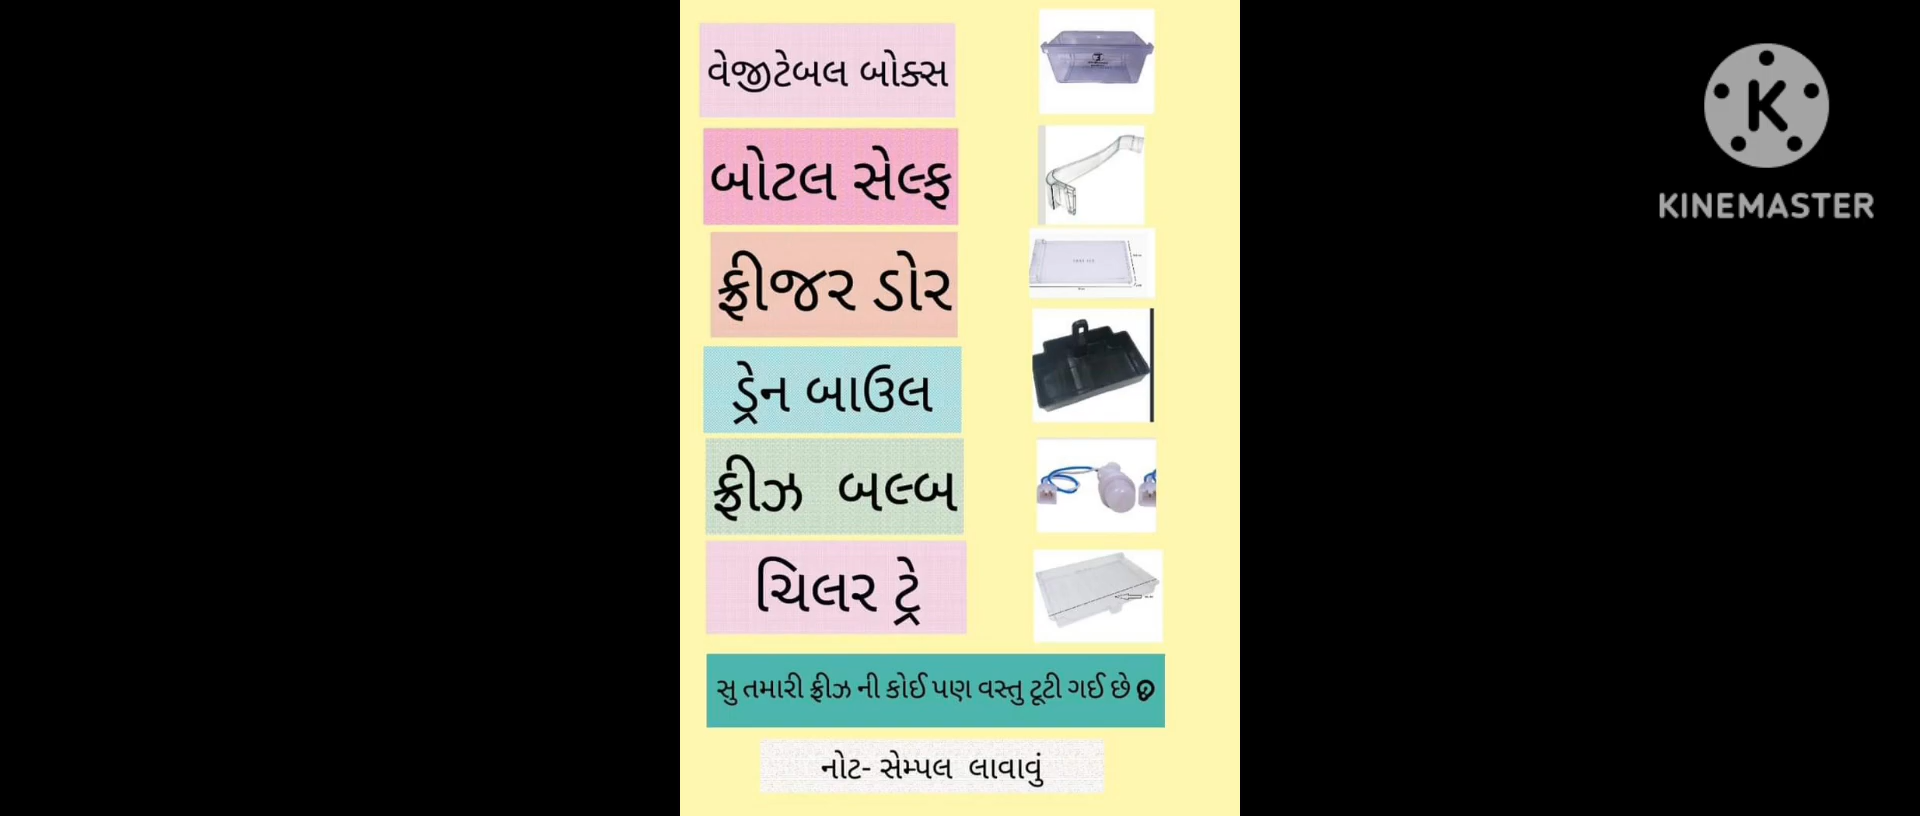 વેજીટેબલ બોક્સ
બોટલ સેલ્ફ
ફ્રીજર ડોર
ડ્રેન બાઉલ
ફ્રીઝ બલ્બ
ચિલર ટ્રે
સુ તમારી ફ્રીઝ ની કોઈ પણ વસ્તુ ટૂટી ગઈ છે
નોટ- સેમ્પલ લાવાવું
K
KINEMASTER